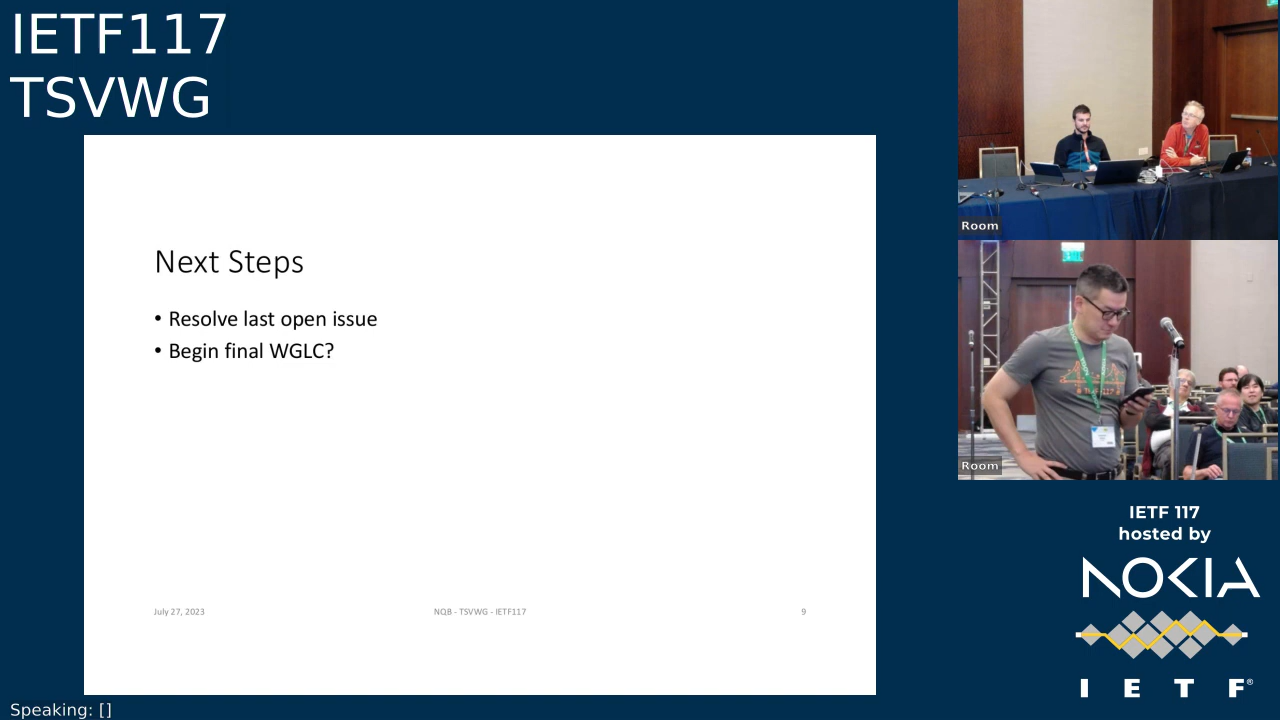 IETF117
TSVWG
Next Steps
• Resolve last open issue
• Begin final WGLC?
July 27, 2023
NQB - TSVWG - IETF117
9
Room
Room
IETF 117
hosted by
NOKIA
I E T F®
Speaking: []